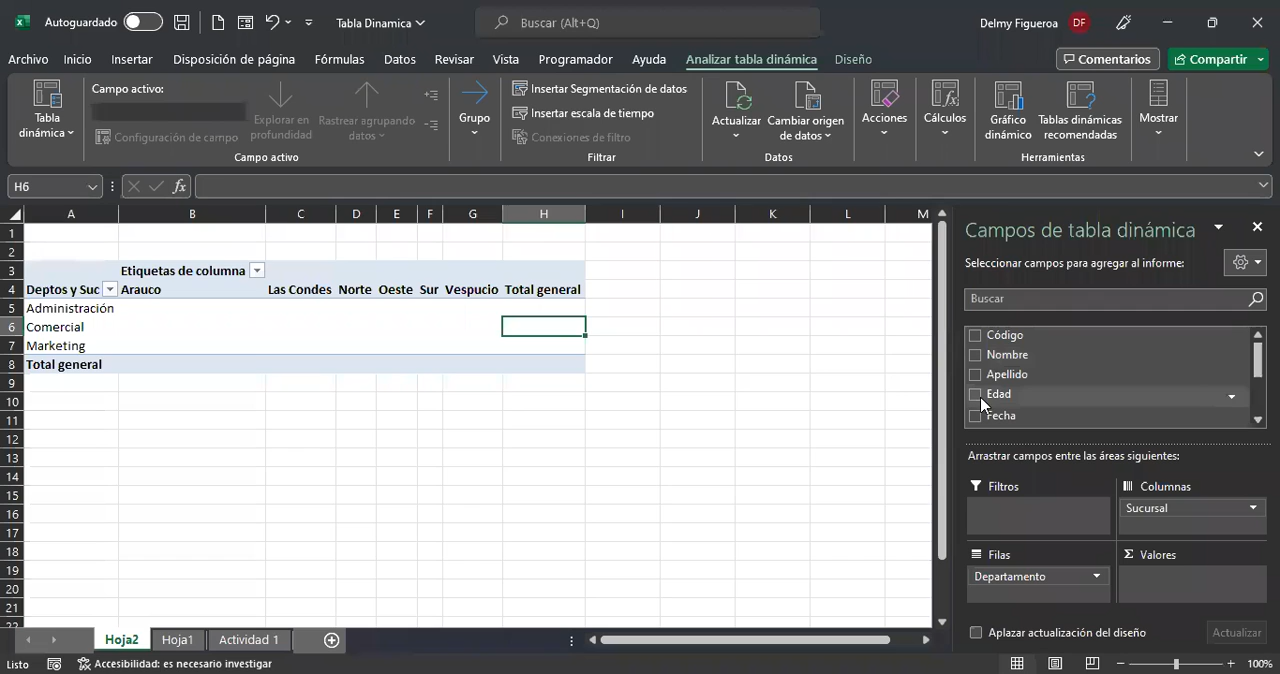 Autoguardado Tabla Dinamica Buscar (Alt+Q) Delmy Figueroa DF
Archivo Inicio Insertar Disposición de página Fórmulas Datos Revisar Vista Programador Ayuda Analizar tabla dinámica Diseño Comentarios Compartir
Tabla dinámica
Campo activo:
Configuración de campo
Explorar en profundidad
Rastrear agrupando datos
Campo activo
Grupo
Insertar Segmentación de datos
Insertar escala de tiempo
Conexiones de filtro
Filtrar
Actualizar
Cambiar origen de datos
Datos
Acciones
Cálculos
Gráfico dinámico
Tablas dinámicas recomendadas
Herramientas
Mostrar
H6 fx
A B C D E F G H I J K L M
1
2
3 Etiquetas de columna
4 Deptos y Suc Arauco Las Condes Norte Oeste Sur Vespucio Total general
5 Administración
6 Comercial
7 Marketing
8 Total general
9
10
11
12
13
14
15
16
17
18
19
20
21
22
Campos de tabla dinámica
Seleccionar campos para agregar al informe:
Buscar
Código
Nombre
Apellido
Edad
Fecha
Arrastrar campos entre las áreas siguientes:
Filtros
Columnas
Sucursal
Filas
Departamento
Σ Valores
Aplazar actualización del diseño Actualizar
Hoja2 Hoja1 Actividad 1
Listo Accesibilidad: es necesario investigar 100%